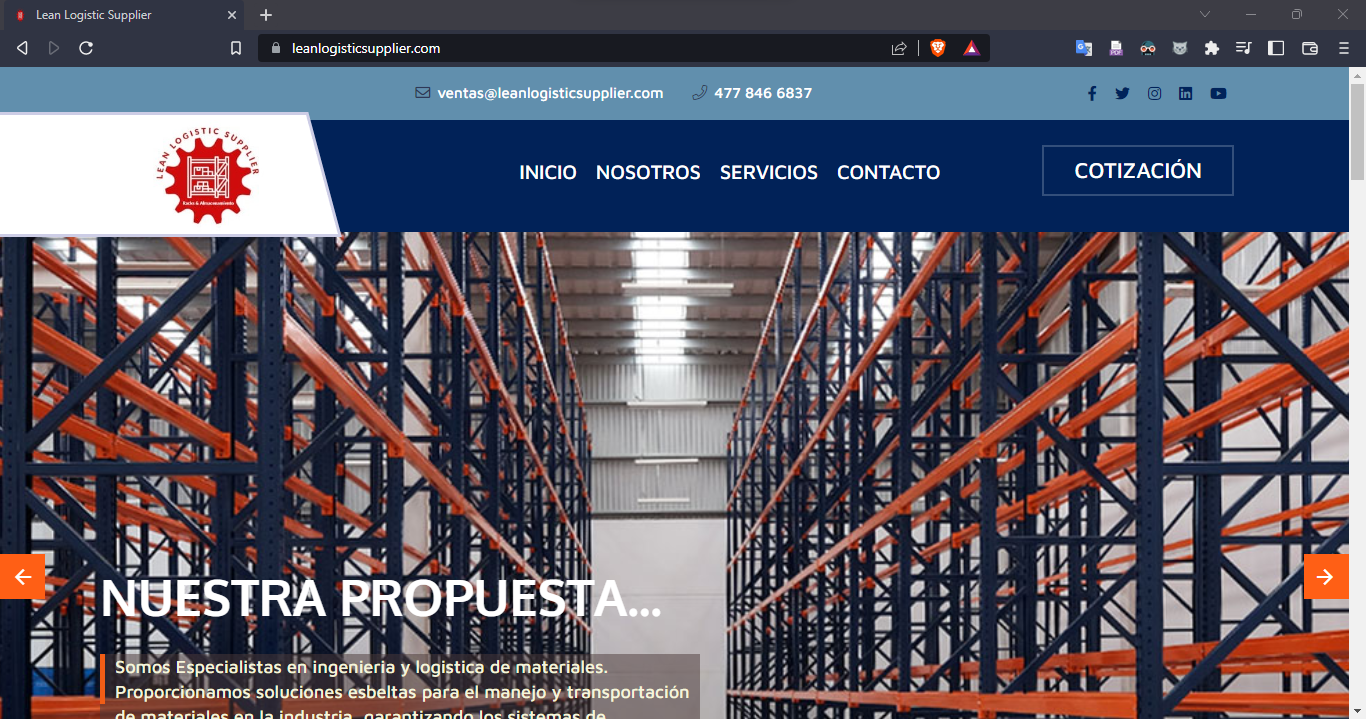 Lean Logistic Supplier
leanlogisticsupplier.com
ventas@leanlogisticsupplier.com
477 846 6837
LEAN LOGISTIC SUPPLIER
Racks & Almacenamiento
INICIO
NOSOTROS
SERVICIOS
CONTACTO
COTIZACIÓN
NUESTRA PROPUESTA...
Somos Especialistas en ingenieria y logistica de materiales.
Proporcionamos soluciones esbeltas para el manejo y transportación
de materiales en la industria, garantizando los sistemas de